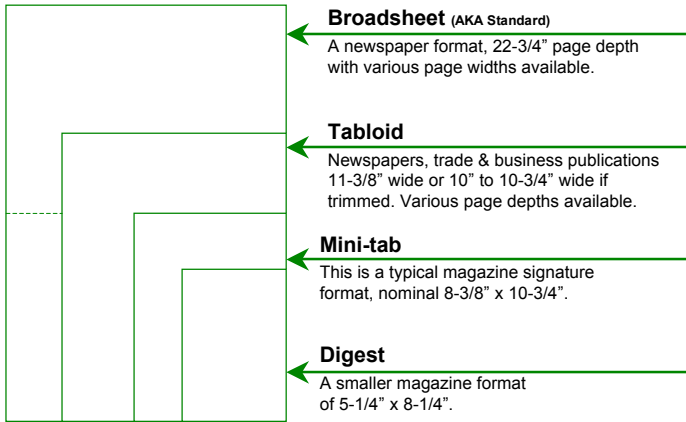 Broadsheet (AKA Standard)
A newspaper format, 22-3/4” page depth
with various page widths available.
Tabloid
Newspapers, trade & business publications
11-3/8” wide or 10” to 10-3/4” wide if
trimmed. Various page depths available.
Mini-tab
This is a typical magazine signature
format, nominal 8-3/8” x 10-3/4”.
Digest
A smaller magazine format
of 5-1/4” x 8-1/4”.